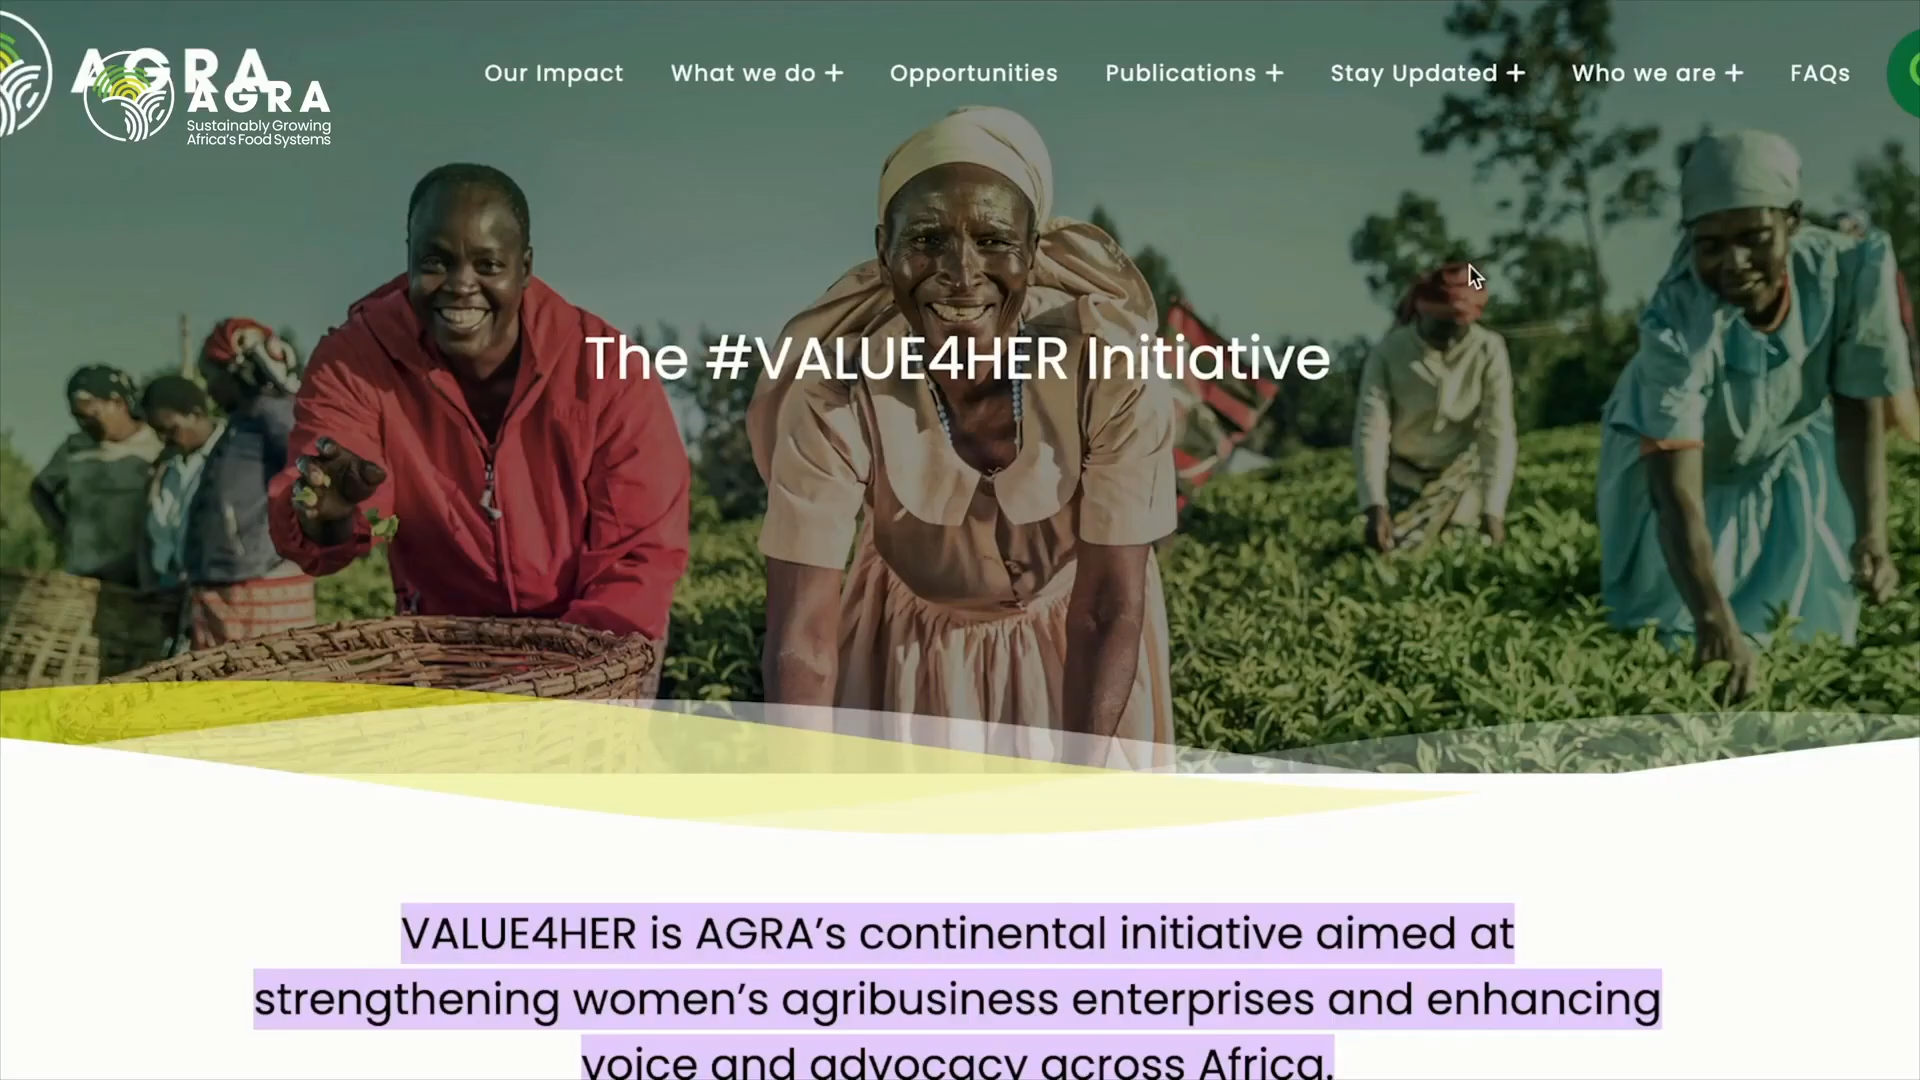 AGRA
AGRA
Sustainably Growing
Africa's Food Systems
Our Impact
What we do +
Opportunities
Publications +
Stay Updated +
Who we are +
FAQs
The #VALUE4HER Initiative
VALUE4HER is AGRA’s continental initiative aimed at
strengthening women’s agribusiness enterprises and enhancing
voice and advocacy across Africa.